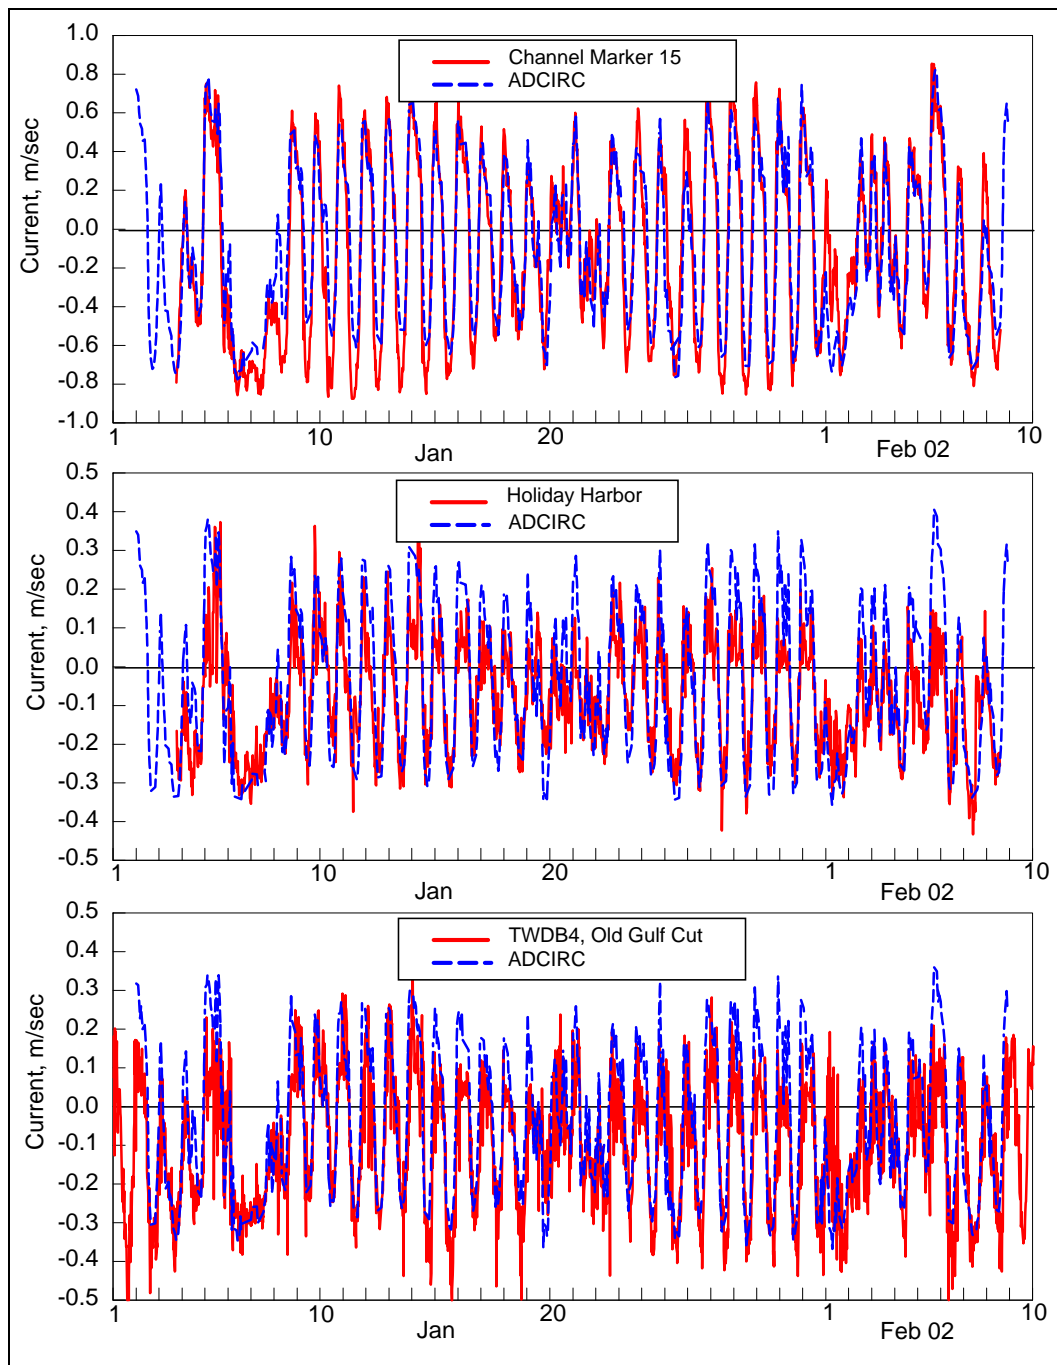 Channel Marker 15
ADCIRC
Current, m/sec
1.0
0.8
0.6
0.4
0.2
0.0
-0.2
-0.4
-0.6
-0.8
-1.0
1 10 20 1 10
Jan Feb 02
Holiday Harbor
ADCIRC
Current, m/sec
0.5
0.4
0.3
0.2
0.1
0.0
-0.1
-0.2
-0.3
-0.4
-0.5
1 10 20 1 10
Jan Feb 02
TWDB4, Old Gulf Cut
ADCIRC
Current, m/sec
0.5
0.4
0.3
0.2
0.1
0.0
-0.1
-0.2
-0.3
-0.4
-0.5
1 10 20 1 10
Jan Feb 02